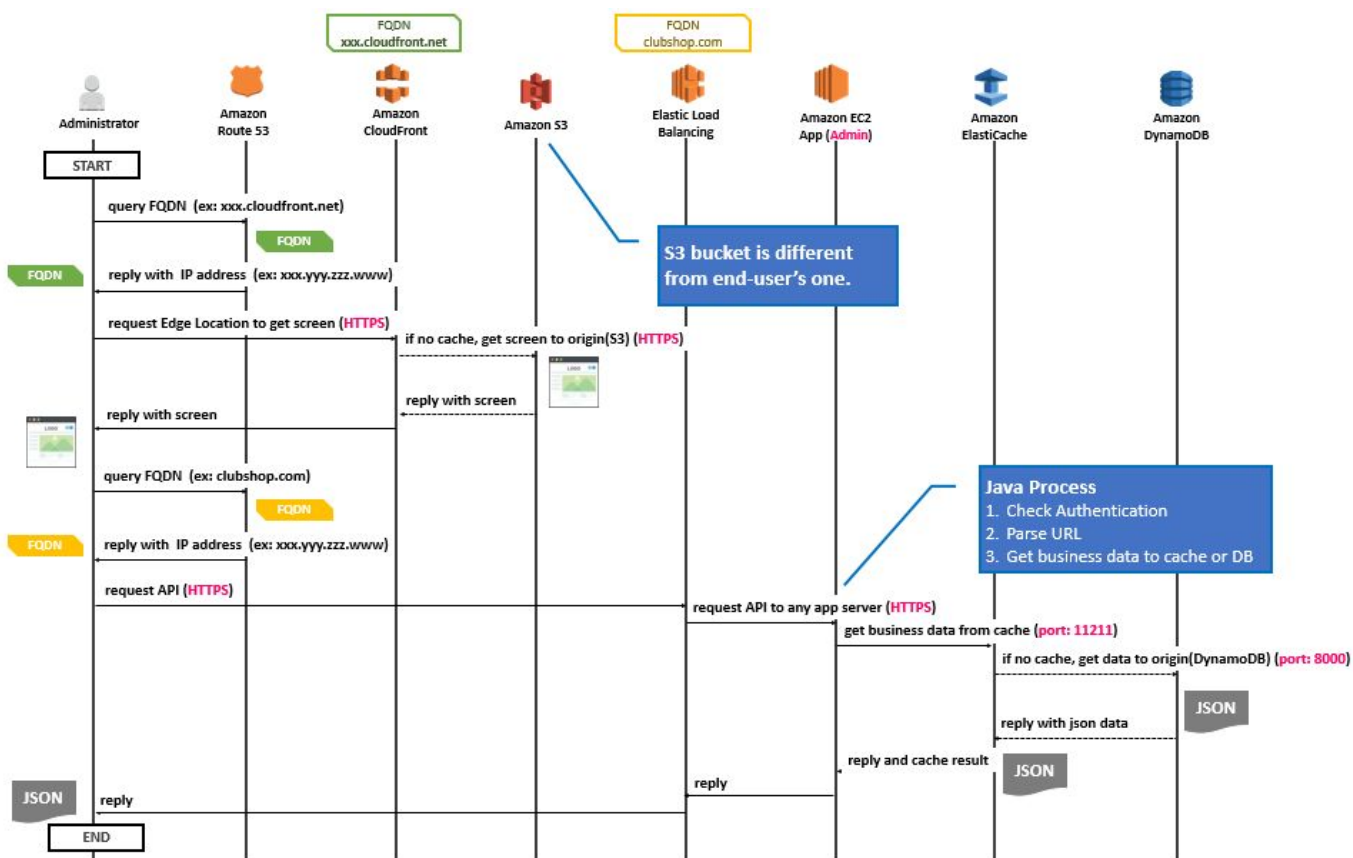 FQDN
xxx.cloudfront.net
FQDN
clubshop.com
Administrator
Amazon
Route 53
Amazon
CloudFront
Amazon S3
Elastic Load
Balancing
Amazon EC2
App (Admin)
Amazon
ElastiCache
Amazon
DynamoDB
START
query FQDN (ex: xxx.cloudfront.net)
FQDN
S3 bucket is different
from end-user's one.
FQDN
reply with IP address (ex: xxx.yyy.zzz.www)
request Edge Location to get screen (HTTPS)
if no cache, get screen to origin(S3) (HTTPS)
LOGO
reply with screen
reply with screen
LOGO
query FQDN (ex: clubshop.com)
FQDN
Java Process
1. Check Authentication
2. Parse URL
3. Get business data to cache or DB
FQDN
reply with IP address (ex: xxx.yyy.zzz.www)
request API (HTTPS)
request API to any app server (HTTPS)
get business data from cache (port: 11211)
if no cache, get data to origin(DynamoDB) (port: 8000)
JSON
reply with json data
reply and cache result
JSON
reply
JSON
reply
END